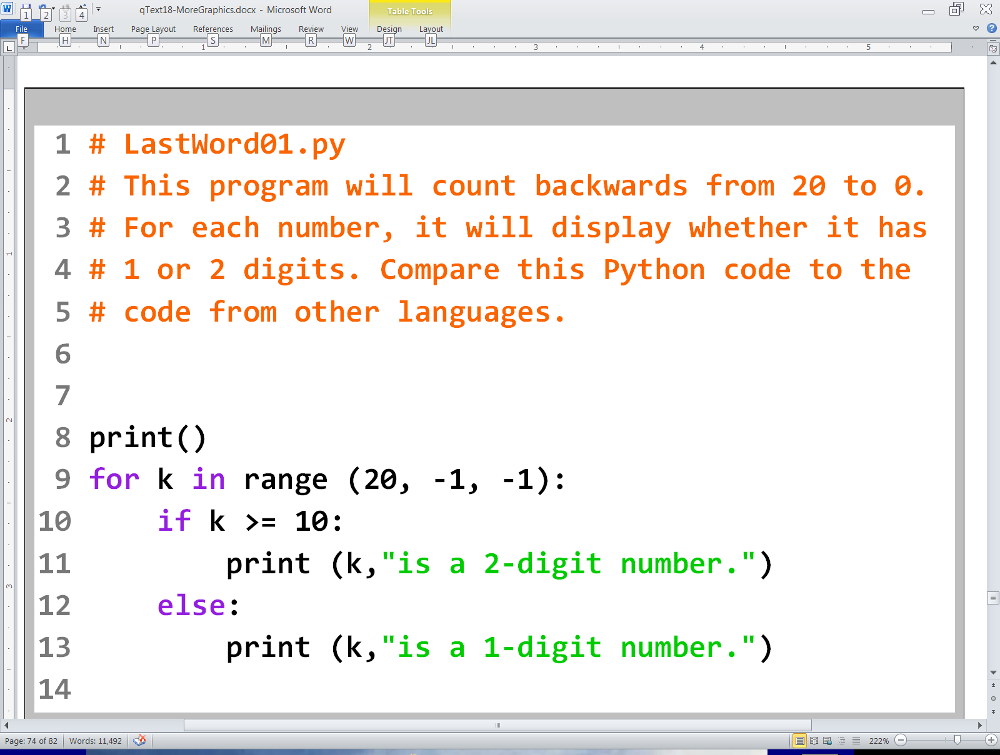 qText18-MoreGraphics.docx - Microsoft Word
Table Tools
1 2 3 4
File Home Insert Page Layout References Mailings Review View Design Layout
F H N P S M R W JT JL
1 2 3 4 5
1 # LastWord01.py
2 # This program will count backwards from 20 to 0.
3 # For each number, it will display whether it has
4 # 1 or 2 digits. Compare this Python code to the
5 # code from other languages.
6
7
8 print()
9 for k in range (20, -1, -1):
10     if k >= 10:
11         print (k,"is a 2-digit number.")
12     else:
13         print (k,"is a 1-digit number.")
14
1
2
3
Page: 74 of 82 Words: 11,492 222%